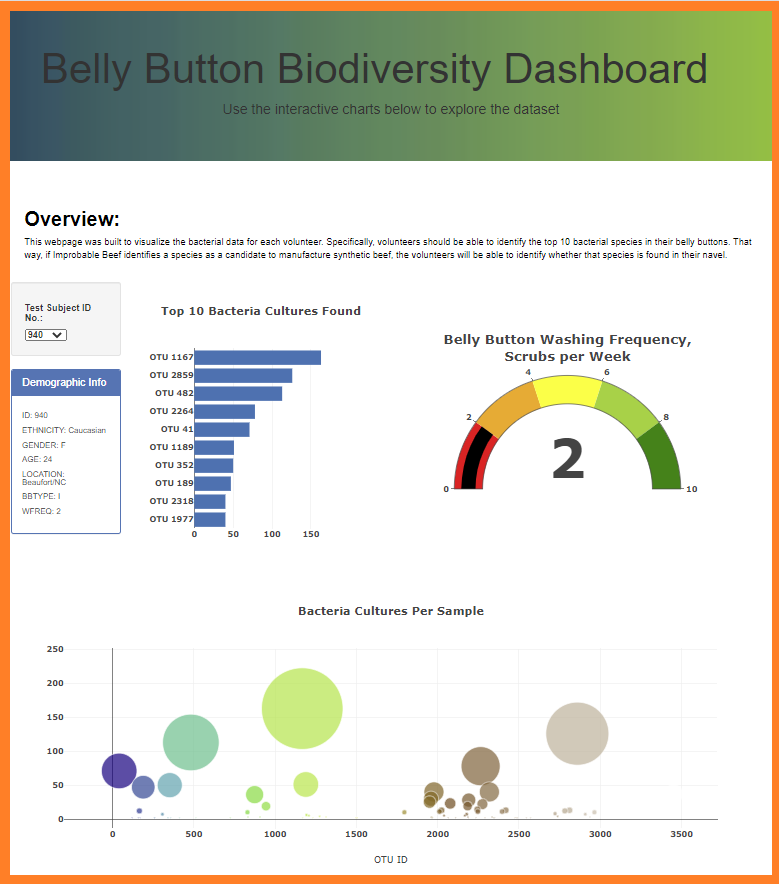 Belly Button Biodiversity Dashboard
Use the interactive charts below to explore the dataset
Overview:
This webpage was built to visualize the bacterial data for each volunteer. Specifically, volunteers should be able to identify the top 10 bacterial species in their belly buttons. That
way, if Improbable Beef identifies a species as a candidate to manufacture synthetic beef, the volunteers will be able to identify whether that species is found in their navel.
Test Subject ID
No.:
940
Demographic Info
ID: 940
ETHNICITY: Caucasian
GENDER: F
AGE: 24
LOCATION:
Beaufort/NC
BBTYPE: I
WFREQ: 2
Top 10 Bacteria Cultures Found
OTU 1167
OTU 2859
OTU 482
OTU 2264
OTU 41
OTU 1189
OTU 352
OTU 189
OTU 2318
OTU 1977
0 50 100 150
Belly Button Washing Frequency,
Scrubs per Week
0
2
4
6
8
10
2
Bacteria Cultures Per Sample
250
200
150
100
50
0
0 500 1000 1500 2000 2500 3000 3500
OTU ID